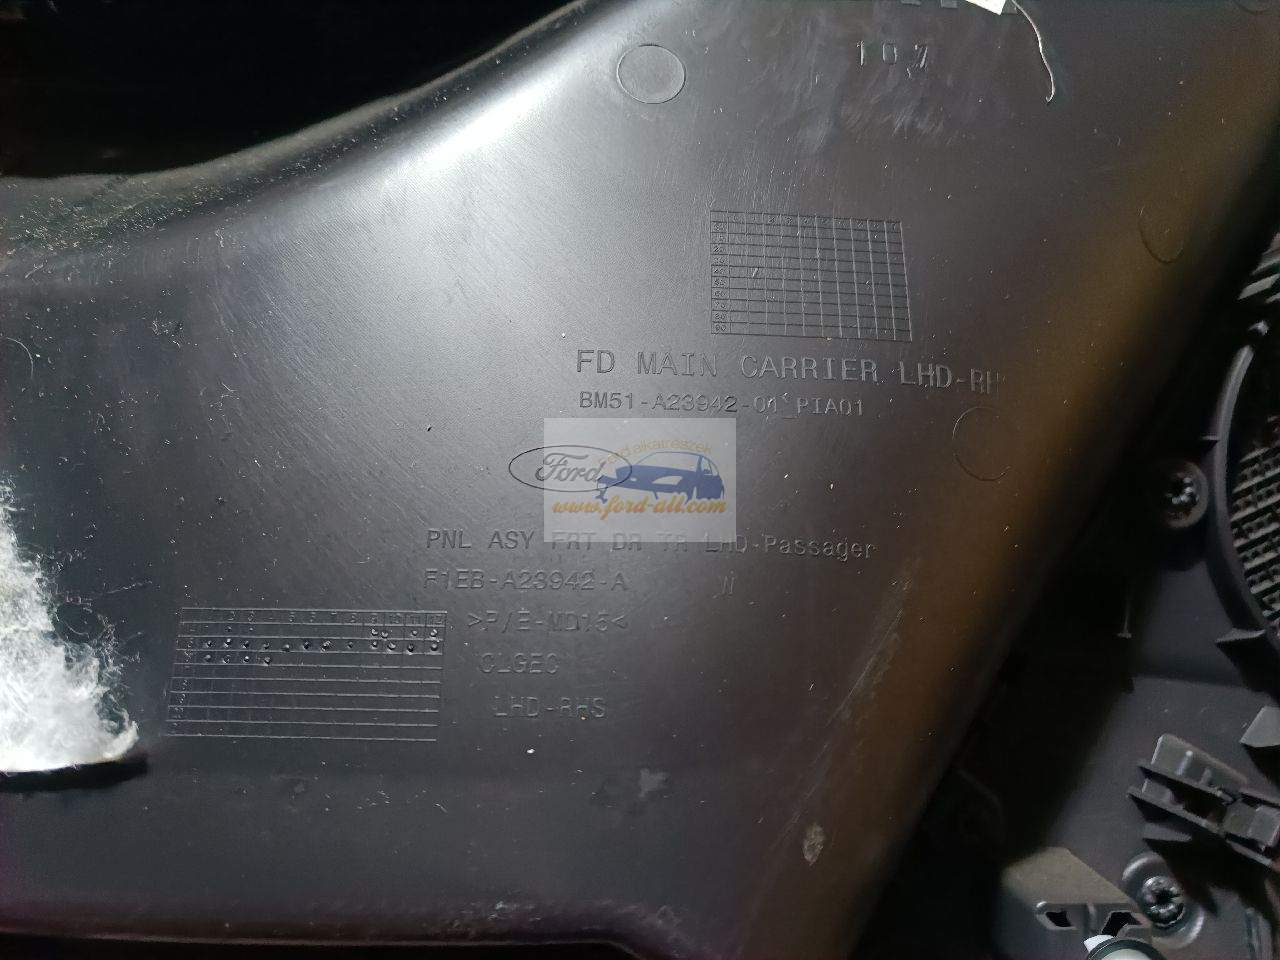 107
FD MAIN CARRIER LHD-RH
BM51-A23942-00_PIA01
Ford
www.ford-all.com
PNL ASY FRT DR TR LHD-Passager
F1EB-A23942-A
>P/E-MD15<
CLGEC
LHD-RHS